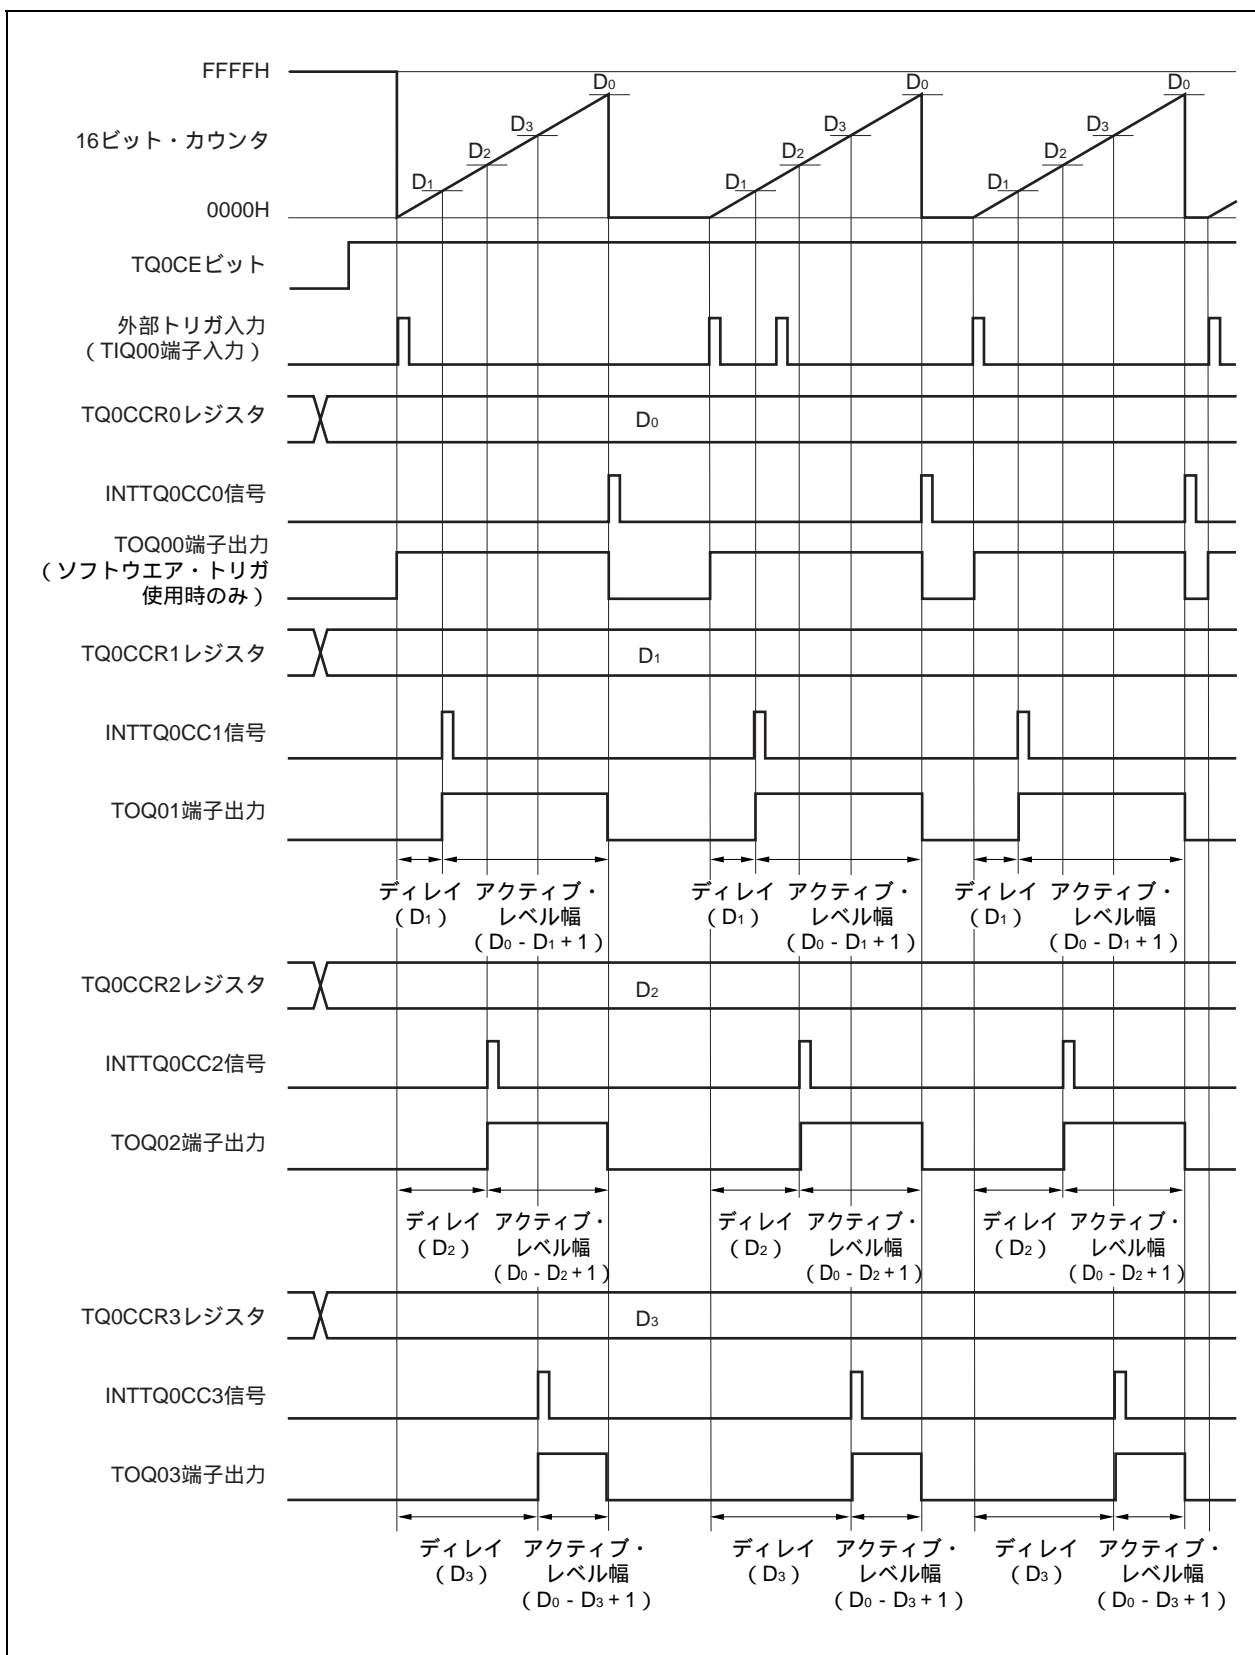 FFFFH
D0 D0 D0
16ビット・カウンタ
D3 D3 D3
D2 D2 D2
D1 D1 D1
0000H
TQ0CEビット
外部トリガ入力
(TIQ00端子入力)
TQ0CCR0レジスタ
D0
INTTQ0CC0信号
TOQ00端子出力
(ソフトウエア・トリガ
使用時のみ)
TQ0CCR1レジスタ
D1
INTTQ0CC1信号
TOQ01端子出力
ディレイ アクティブ・ ディレイ アクティブ・ ディレイ アクティブ・
(D1) レベル幅 (D1) レベル幅 (D1) レベル幅
(D0 - D1 + 1) (D0 - D1 + 1) (D0 - D1 + 1)
TQ0CCR2レジスタ
D2
INTTQ0CC2信号
TOQ02端子出力
ディレイ アクティブ・ ディレイ アクティブ・ ディレイ アクティブ・
(D2) レベル幅 (D2) レベル幅 (D2) レベル幅
(D0 - D2 + 1) (D0 - D2 + 1) (D0 - D2 + 1)
TQ0CCR3レジスタ
D3
INTTQ0CC3信号
TOQ03端子出力
ディレイ アクティブ・ ディレイ アクティブ・ ディレイ アクティブ・
(D3) レベル幅 (D3) レベル幅 (D3) レベル幅
(D0 - D3 + 1) (D0 - D3 + 1) (D0 - D3 + 1)